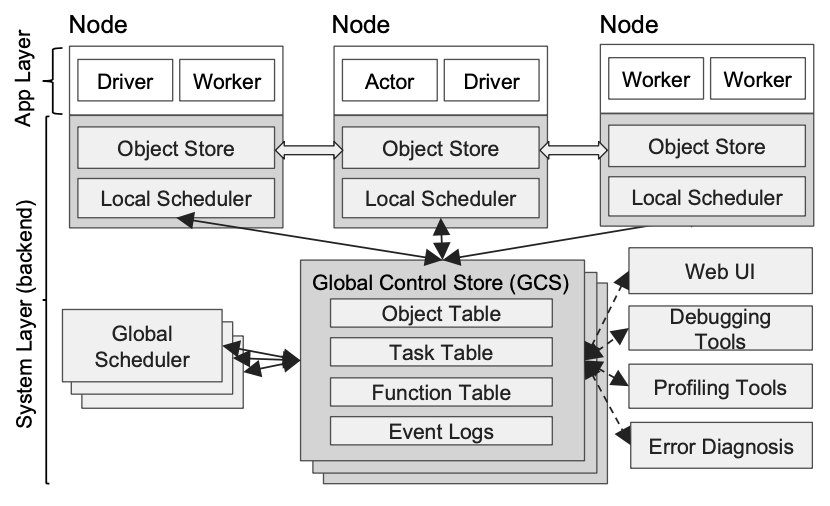 Node
Node
Node
App Layer
Driver
Worker
Actor
Driver
Worker
Worker
Object Store
Object Store
Object Store
Local Scheduler
Local Scheduler
Local Scheduler
System Layer (backend)
Global Control Store (GCS)
Object Table
Task Table
Function Table
Event Logs
Global
Scheduler
Web UI
Debugging
Tools
Profiling Tools
Error Diagnosis